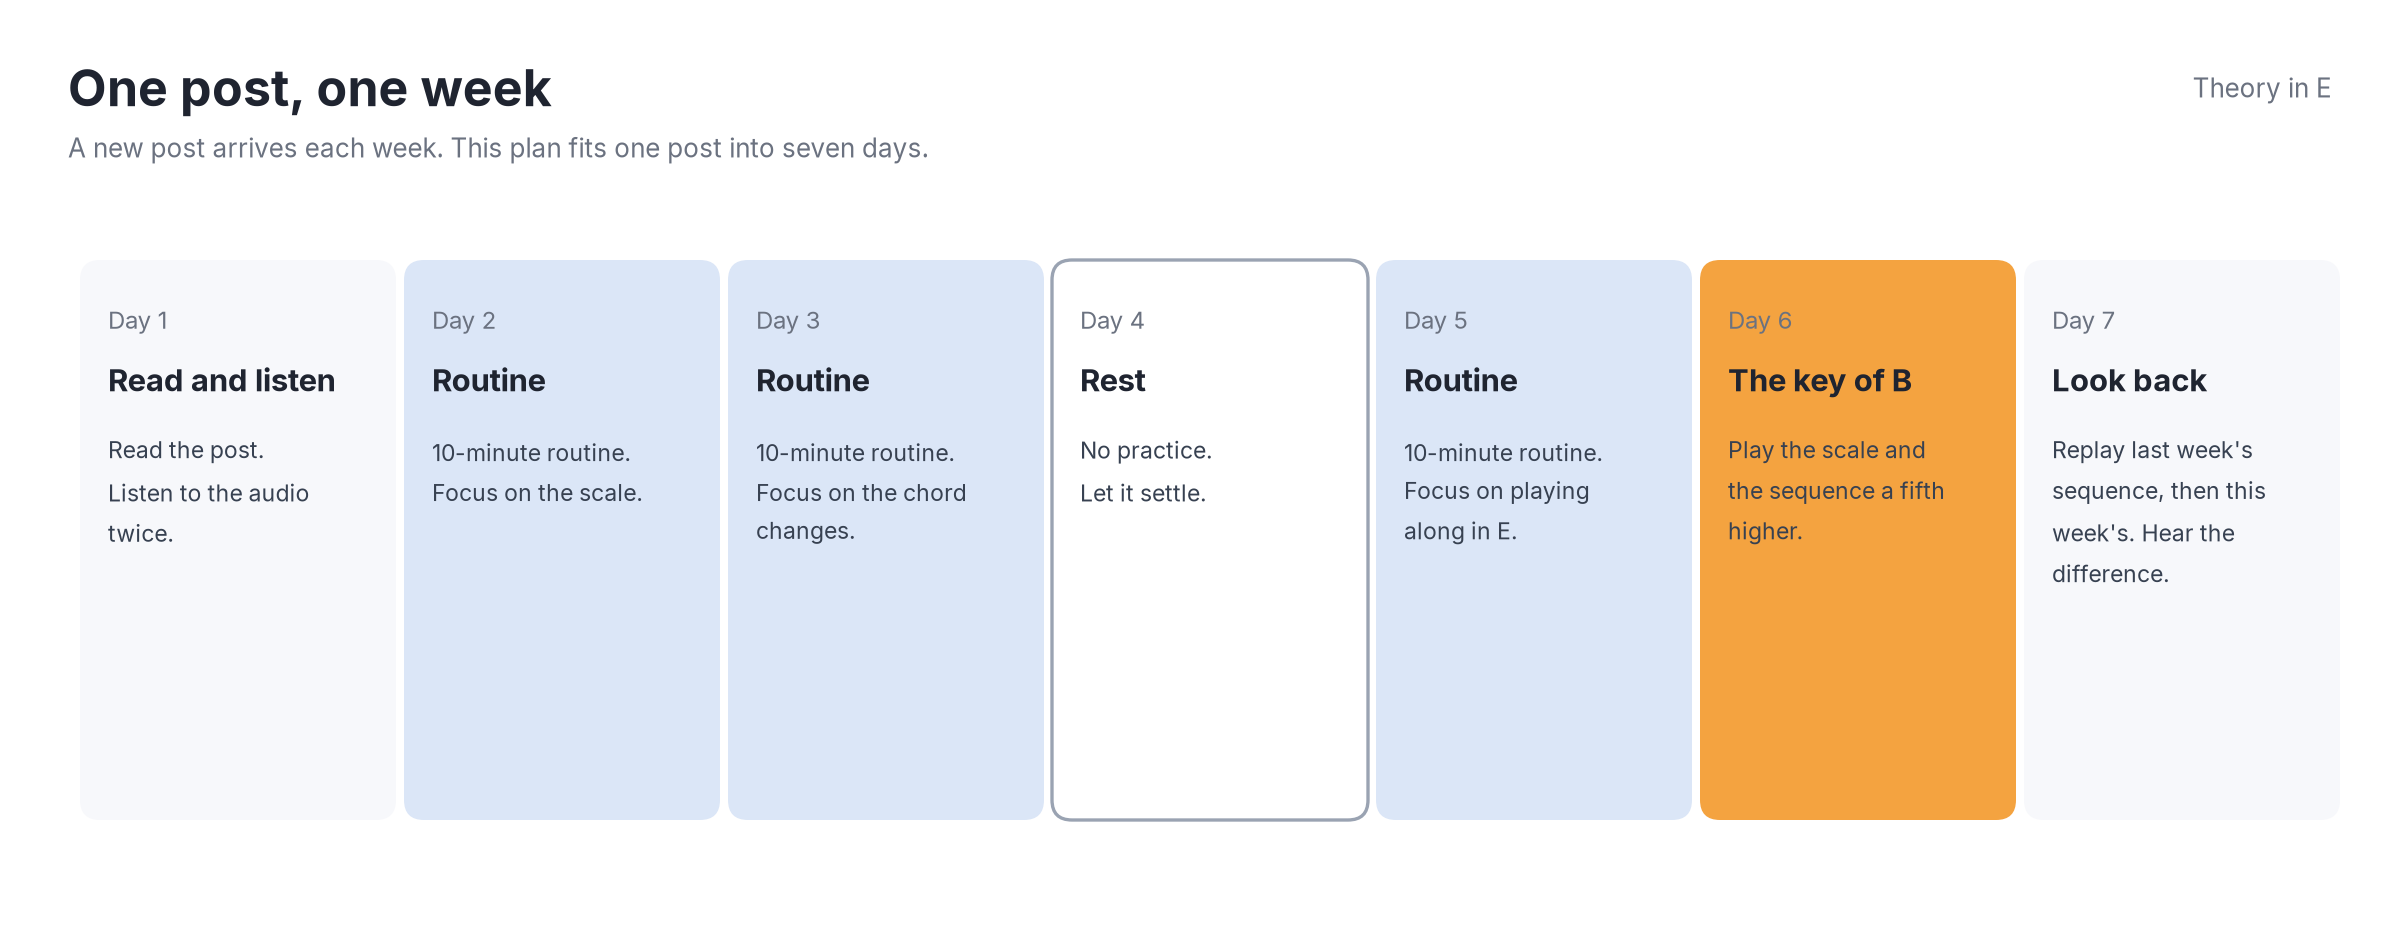 One post, one week
Theory in E
A new post arrives each week. This plan fits one post into seven days.
Day 1
Read and listen
Read the post.
Listen to the audio
twice.
Day 2
Routine
10-minute routine.
Focus on the scale.
Day 3
Routine
10-minute routine.
Focus on the chord
changes.
Day 4
Rest
No practice.
Let it settle.
Day 5
Routine
10-minute routine.
Focus on playing
along in E.
Day 6
The key of B
Play the scale and
the sequence a fifth
higher.
Day 7
Look back
Replay last week's
sequence, then this
week's. Hear the
difference.